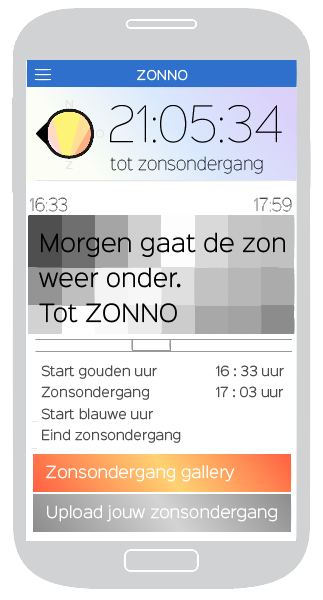 ZONNO
N
O
Z
21:05:34
tot zonsondergang
16:33 17:59
Morgen gaat de zon
weer onder.
Tot ZONNO
Start gouden uur 16 : 33 uur
Zonsondergang 17 : 03 uur
Start blauwe uur
Eind zonsondergang
Zonsondergang gallery
Upload jouw zonsondergang